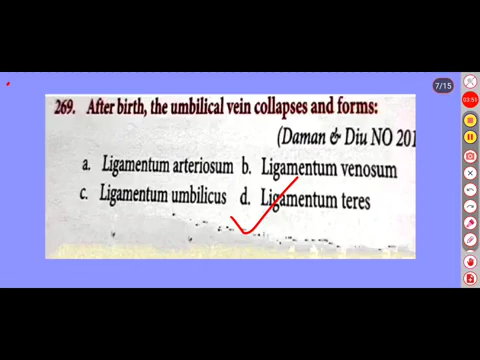 7/15
03:51
269. After birth, the umbilical vein collapses and forms:
(Daman & Diu NO 201
a. Ligamentum arteriosum b. Ligamentum venosum
c. Ligamentum umbilicus d. Ligamentum teres